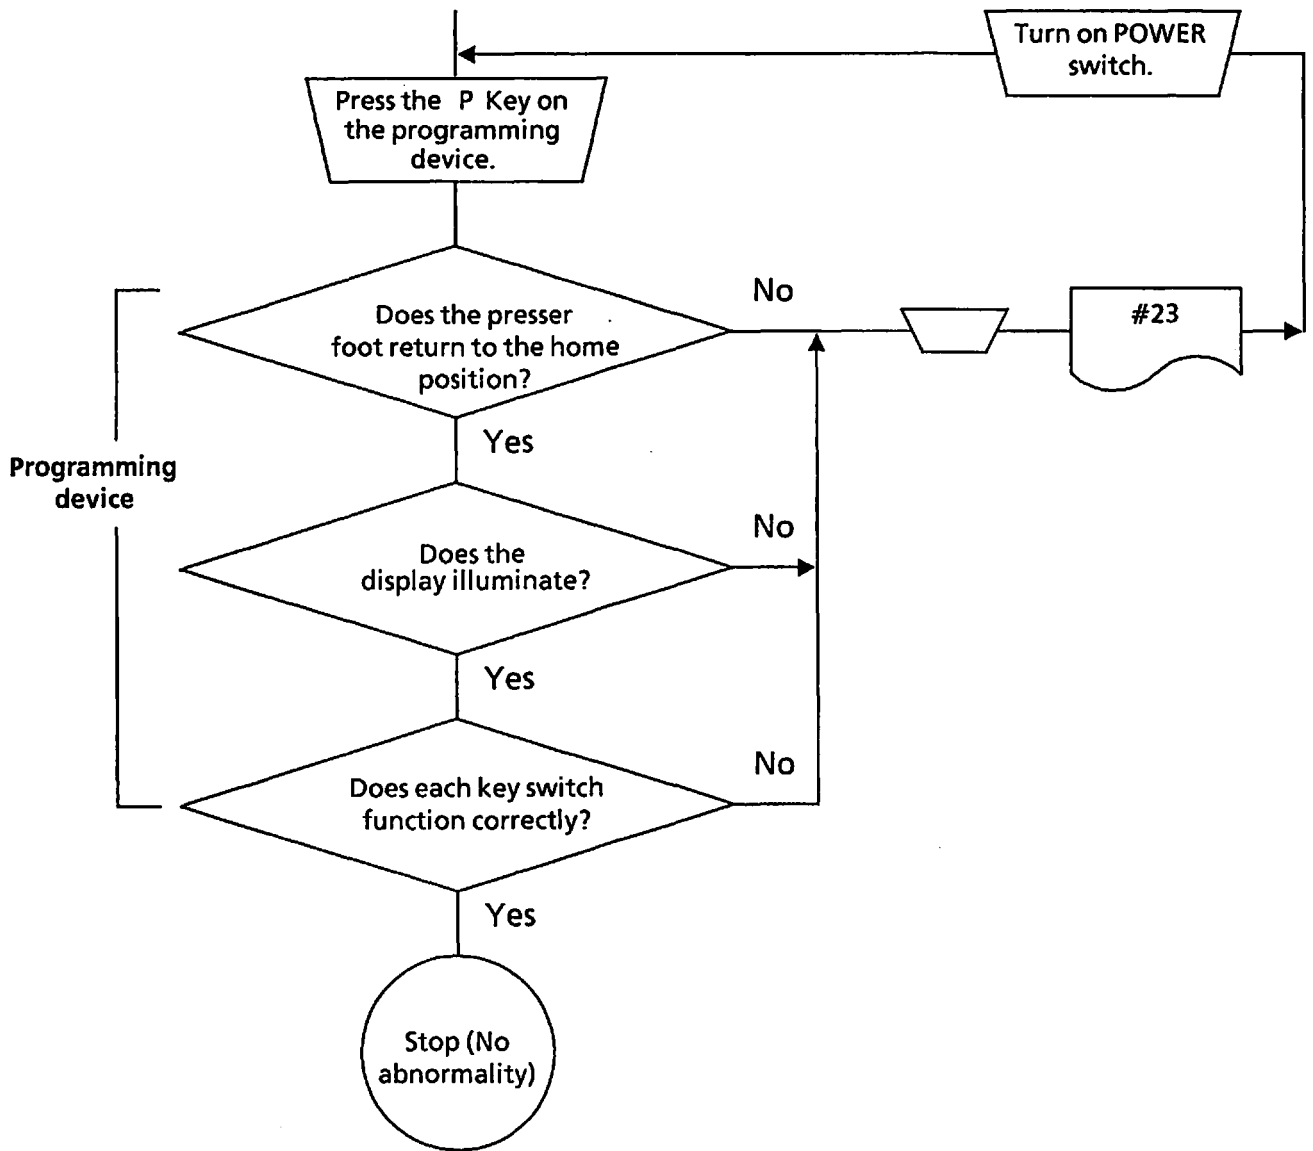 Turn on POWER
switch.
Press the P Key on
the programming
device.
No
Does the presser
foot return to the home
position?
#23
Yes
Programming
device
No
Does the
display illuminate?
Yes
No
Does each key switch
function correctly?
Yes
Stop (No
abnormality)